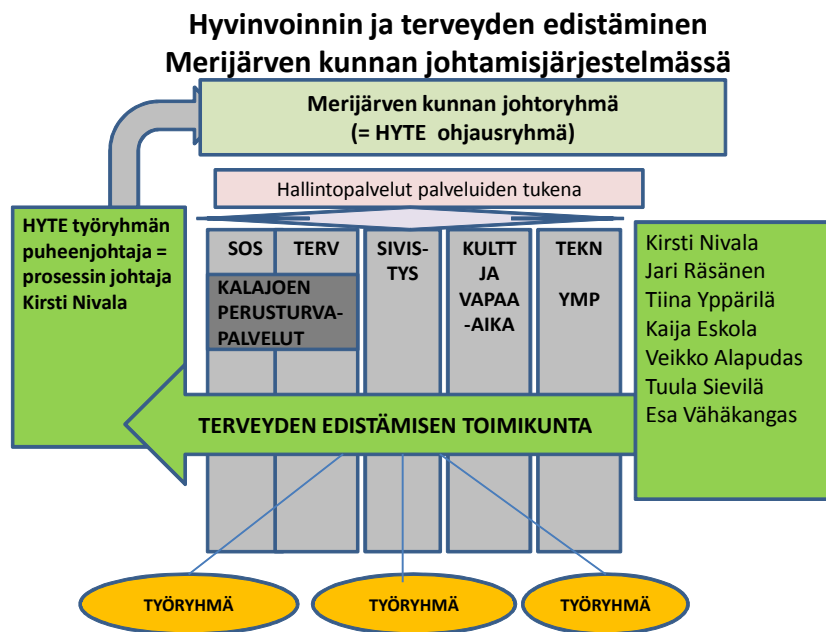 Hyvinvoinnin ja terveyden edistäminen
Merijärven kunnan johtamisjärjestelmässä
Merijärven kunnan johtoryhmä
(= HYTE ohjausryhmä)
Hallintopalvelut palveluiden tukena
HYTE työryhmän
puheenjohtaja =
prosessin johtaja
Kirsti Nivala
SOS
TERV
KALAJOEN
PERUSTURVA-
PALVELUT
SIVIS-
TYS
KULTT
JA
VAPAA
-AIKA
TEKN
YMP
Kirsti Nivala
Jari Räsänen
Tiina Yppärilä
Kaija Eskola
Veikko Alapudas
Tuula Sievilä
Esa Vähäkangas
TERVEYDEN EDISTÄMISEN TOIMIKUNTA
TYÖRYHMÄ
TYÖRYHMÄ
TYÖRYHMÄ